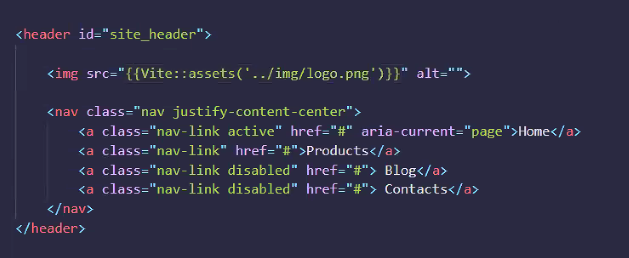 <header id="site_header">
<img src="{{Vite::assets('../img/logo.png')}}" alt="">
<nav class="nav justify-content-center">
<a class="nav-link active" href="#" aria-current="page">Home</a>
<a class="nav-link" href="#">Products</a>
<a class="nav-link disabled" href="#"> Blog</a>
<a class="nav-link disabled" href="#"> Contacts</a>
</nav>
</header>